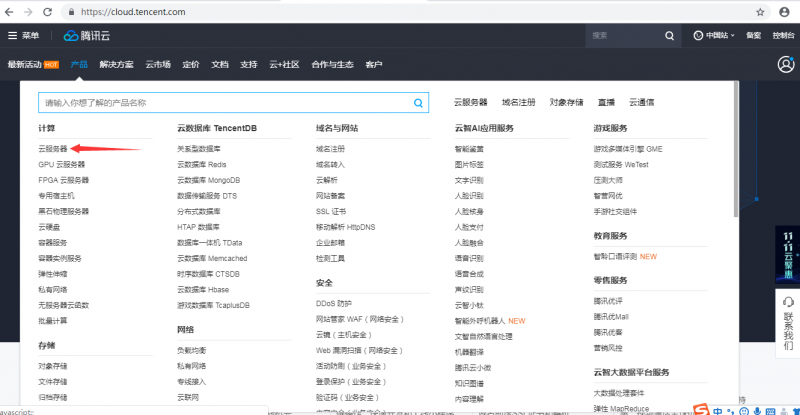 https://cloud.tencent.com
菜单
腾讯云
搜索
中国站
备案
控制台
最新活动 HOT
产品
解决方案
云市场
定价
文档
支持
云+社区
合作与生态
客户
请输入你想了解的产品名称
云服务器
域名注册
对象存储
直播
云通信
计算
云服务器
GPU 云服务器
FPGA 云服务器
专用宿主机
黑石物理服务器
云硬盘
容器服务
容器实例服务
弹性伸缩
私有网络
无服务器云函数
批量计算
存储
对象存储
文件存储
归档存储
云数据库 TencentDB
关系型数据库
云数据库 Redis
云数据库 MongoDB
数据传输服务 DTS
分布式数据库
HTAP 数据库
数据库一体机 TData
云数据库 Memcached
时序数据库 CTSDB
云数据库 Hbase
游戏数据库 TcaplusDB
网络
负载均衡
私有网络
专线接入
云联网
域名与网站
域名注册
域名转入
云解析
网站备案
SSL 证书
移动解析 HttpDNS
企业邮箱
检测工具
安全
DDoS 防护
网站管家 WAF（网络安全）
云镜（主机安全）
Web 漏洞扫描（网络安全）
活动防刷（业务安全）
登录保护（业务安全）
验证码（业务安全）
云智AI应用服务
智能鉴黄
图片标签
文字识别
人脸识别
人脸核身
人脸支付
人脸融合
语音识别
语音合成
声纹识别
云智小钛
智能外呼机器人 NEW
文智自然语言处理
机器翻译
腾讯云小微
知识图谱
内容理解
游戏服务
游戏多媒体引擎 GME
测试服务 WeTest
压测大师
智营网优
手游社交组件
教育服务
智聆口语评测 NEW
零售服务
腾讯优评
腾讯优Mall
腾讯优客
营销风控
云智大数据平台服务
大数据处理套件
弹性 MapReduce
11.11
云聚惠
联系我们
avascript:
中